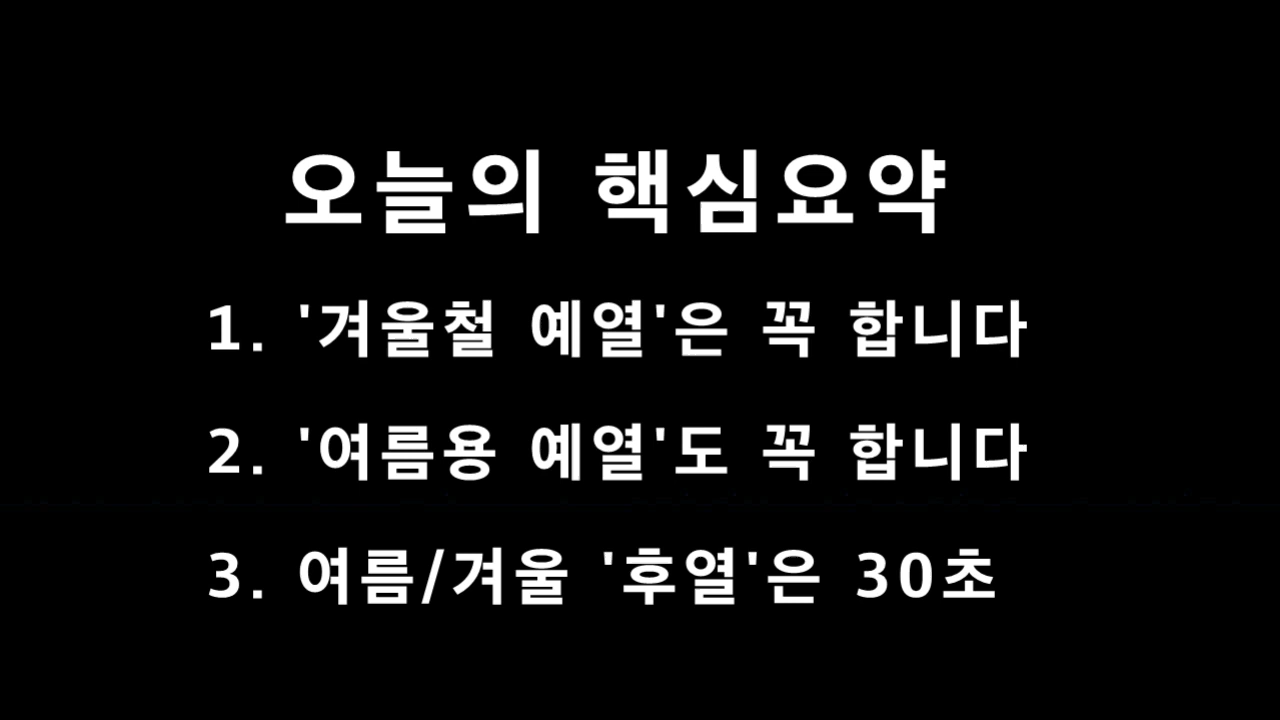 오늘의 핵심요약
1. '겨울철 예열'은 꼭 합니다
2. '여름용 예열'도 꼭 합니다
3. 여름/겨울 '후열'은 30초